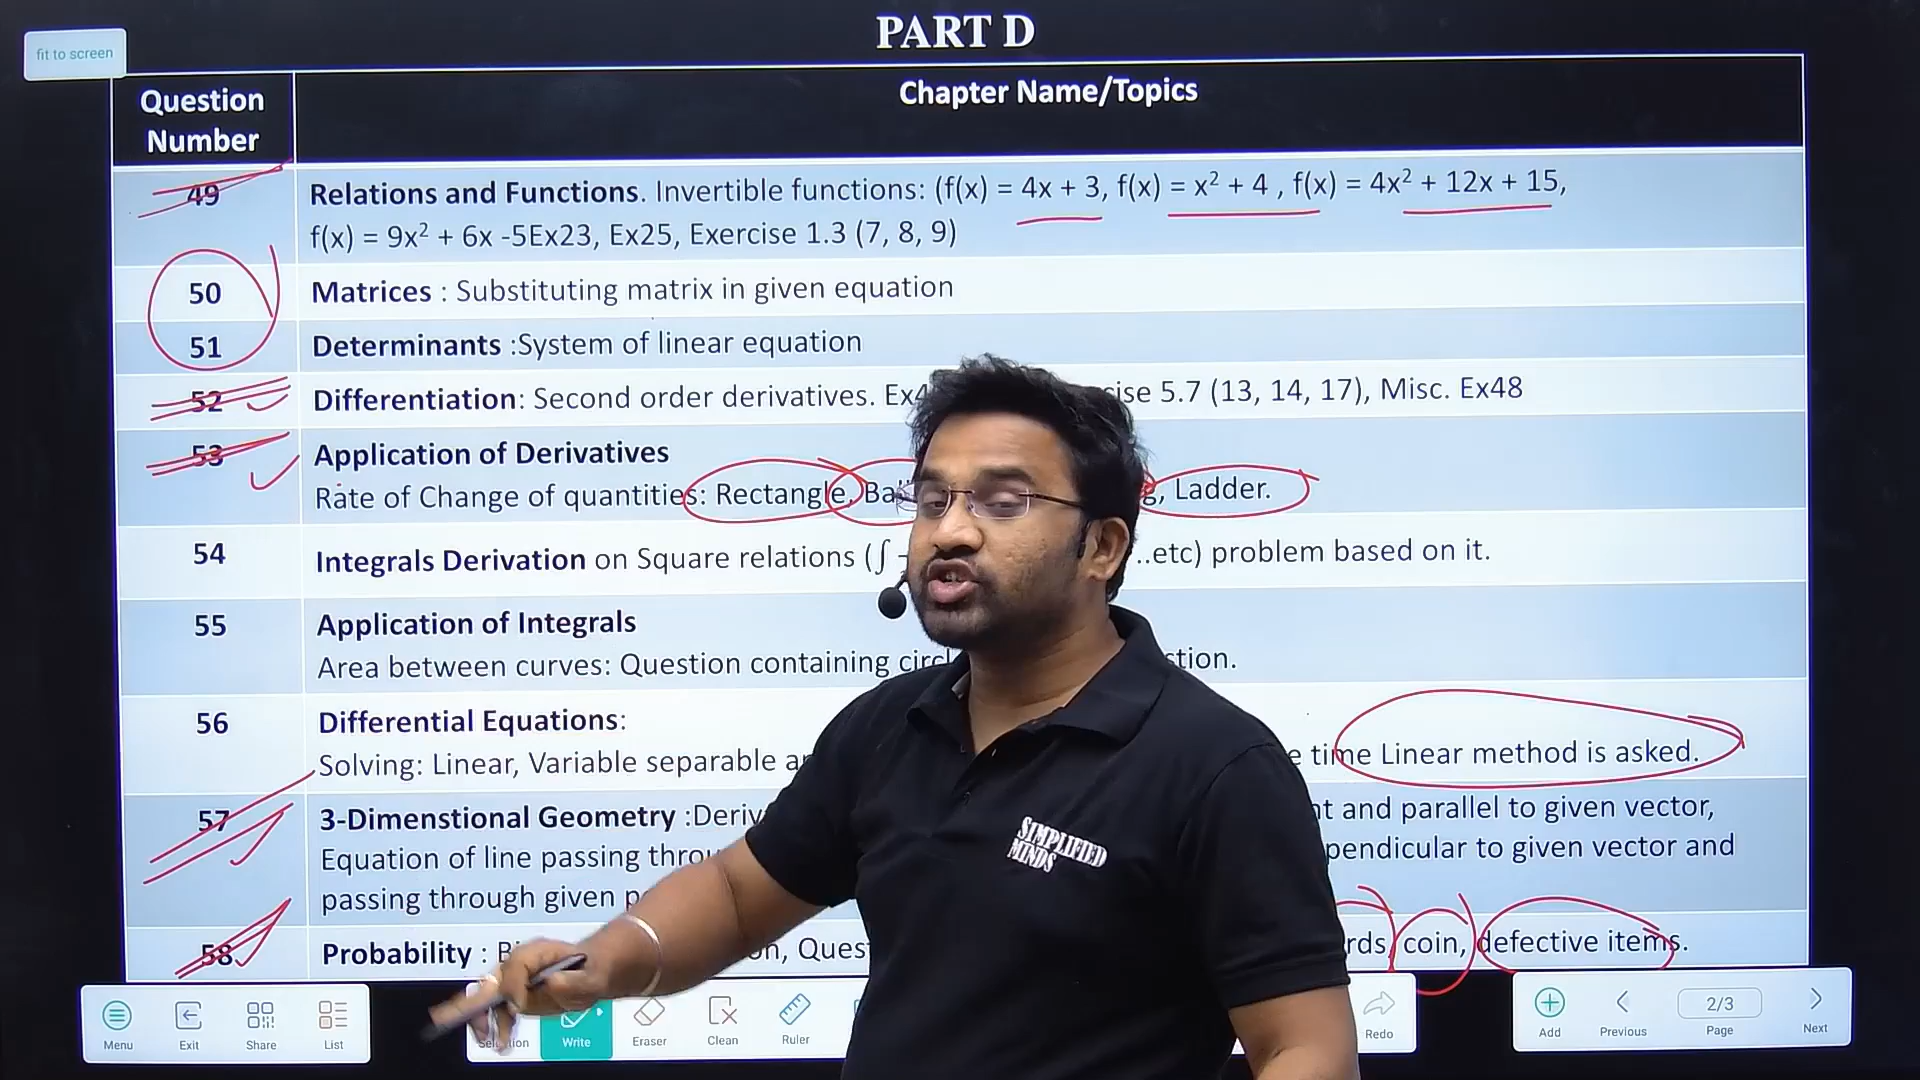 PART D
fit to screen
Question Number
Chapter Name/Topics
49
Relations and Functions. Invertible functions: (f(x) = 4x + 3, f(x) = x² + 4 , f(x) = 4x² + 12x + 15,
f(x) = 9x² + 6x -5Ex23, Ex25, Exercise 1.3 (7, 8, 9)
50
Matrices : Substituting matrix in given equation
51
Determinants :System of linear equation
52
Differentiation: Second order derivatives. 5.7 (13, 14, 17), Misc. Ex48
53
Application of Derivatives
Rate of Change of quantities: Rectangle, Ladder.
54
Integrals Derivation on Square relations (∫ ..etc) problem based on it.
55
Application of Integrals
Area between curves: Question containing
56
Differential Equations:
Solving: Linear, Variable separable time Linear method is asked.
57
3-Dimenstional Geometry : and parallel to given vector,
Equation of line passing to given vector and
passing through given
58
Probability : coin, defective items.
SIMPLIFIED
MINDS
Menu
Exit
Share
List
Write
Eraser
Clean
Ruler
Redo
Add
Previous
2/3
Page
Next